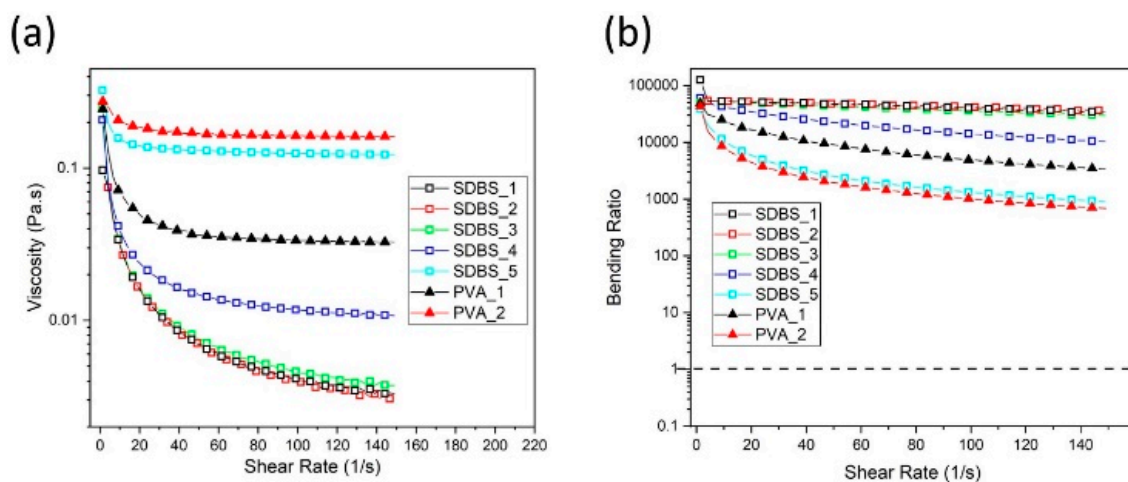 (a)
(b)
Viscosity (Pa.s)
0.1
0.01
SDBS_1
SDBS_2
SDBS_3
SDBS_4
SDBS_5
PVA_1
PVA_2
0 20 40 60 80 100 120 140 160 180 200 220
Shear Rate (1/s)
Bending Ratio
100000
10000
1000
100
10
1
0.1
SDBS_1
SDBS_2
SDBS_3
SDBS_4
SDBS_5
PVA_1
PVA_2
0 20 40 60 80 100 120 140
Shear Rate (1/s)